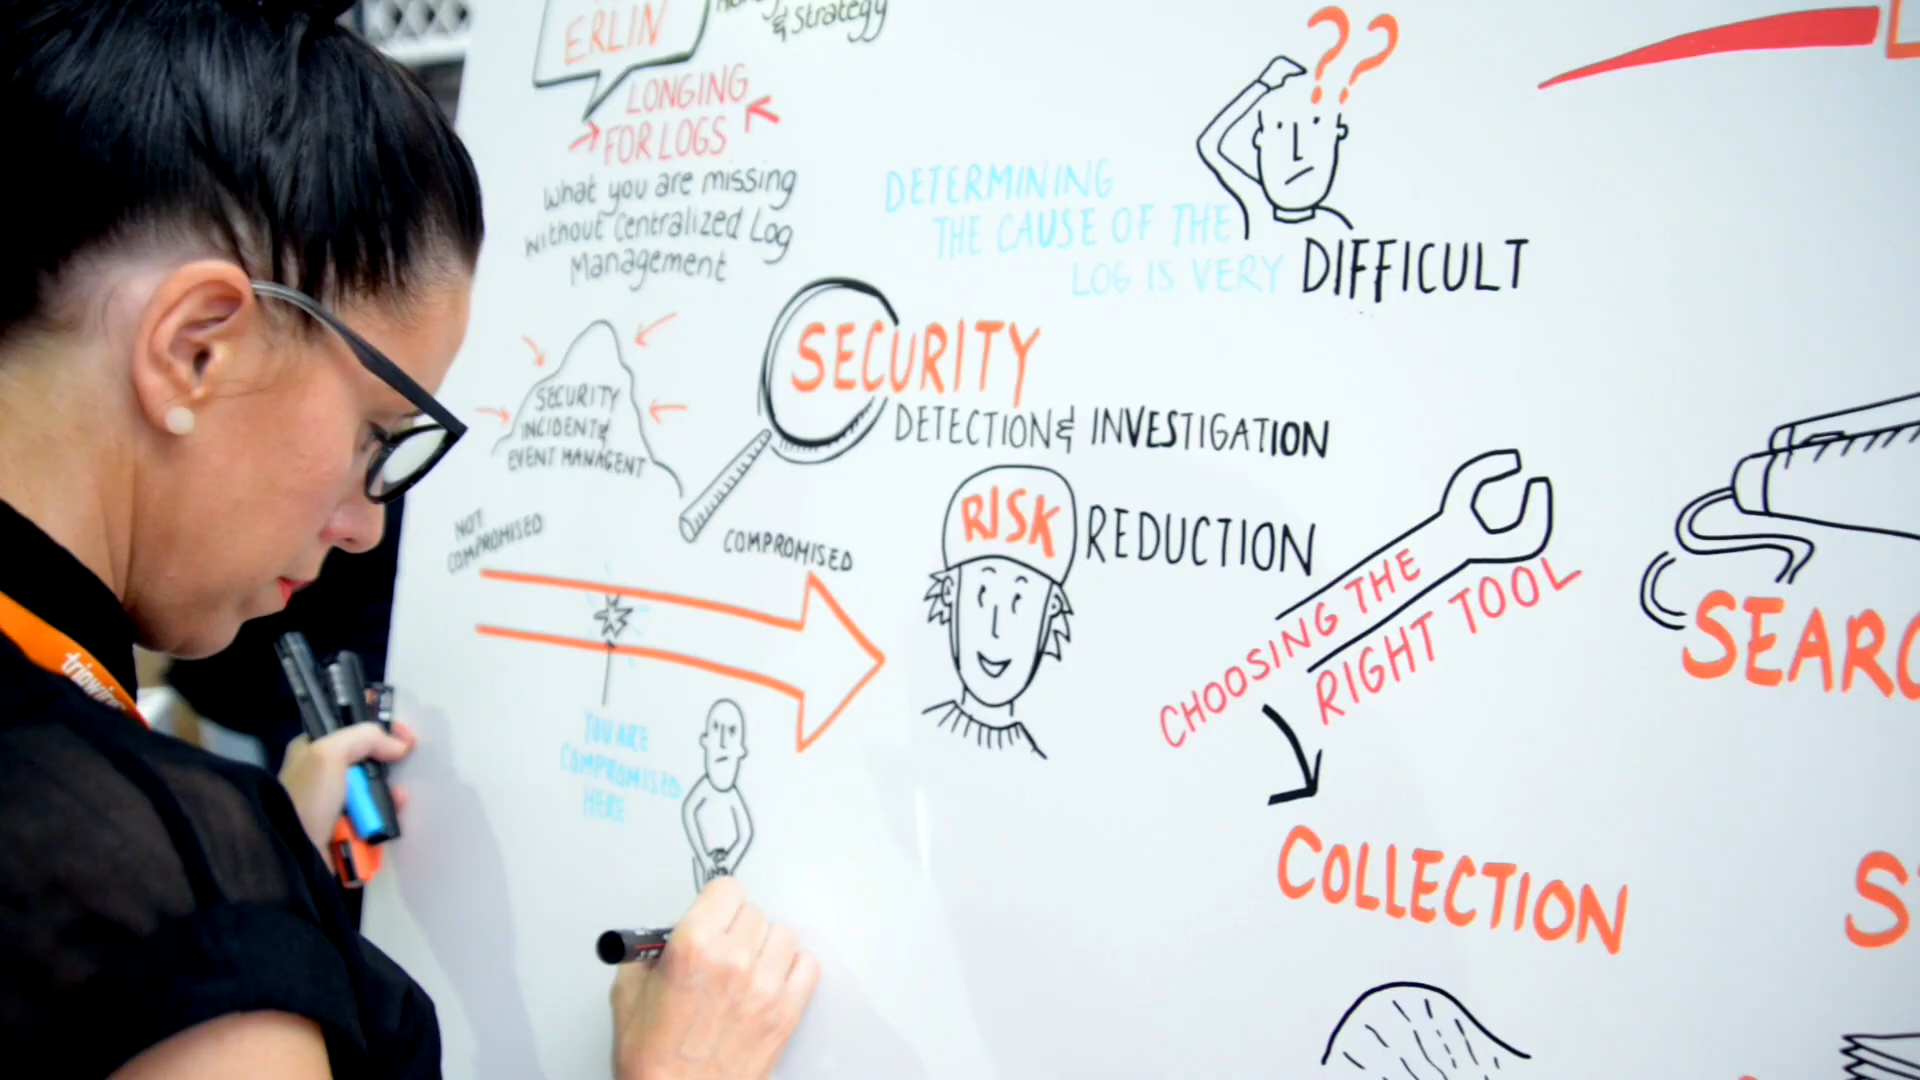 ERLIN
& Strategy
LONGING
FOR LOGS
What you are missing
without Centralized Log
Management
DETERMINING
THE CAUSE OF THE
LOG IS VERY DIFFICULT
??
SECURITY
DETECTION & INVESTIGATION
SECURITY
INCIDENT &
EVENT MANAGENT
NOT
COMPROMISED
COMPROMISED
YOU ARE
COMPROMISED
HERE
RISK REDUCTION
CHOOSING THE
RIGHT TOOL
COLLECTION
SEARC
S
tripwire